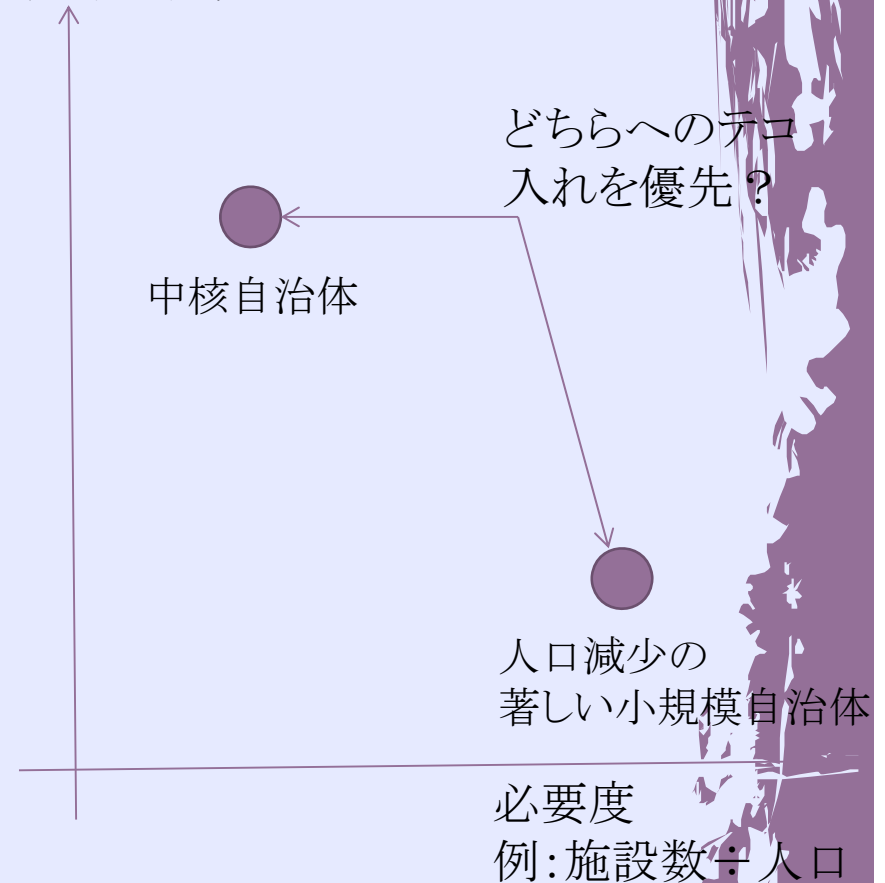 どちらへのテコ
入れを優先？
中核自治体
人口減少の
著しい小規模自治体
必要度
例：施設数÷人口